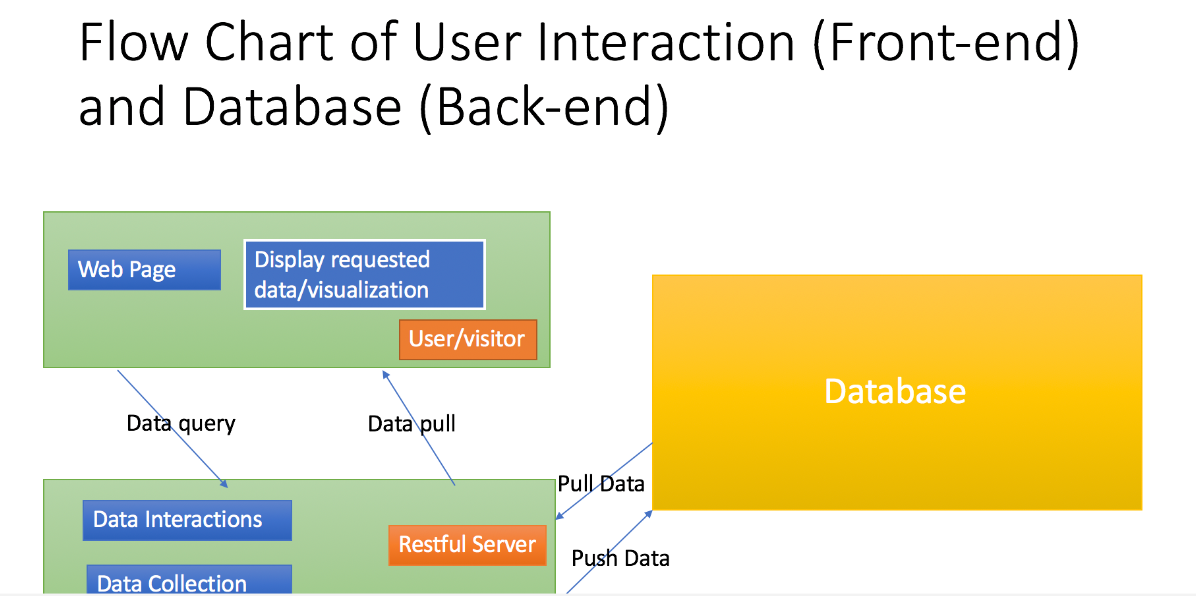 Flow Chart of User Interaction (Front-end)
and Database (Back-end)
Web Page
Display requested
data/visualization
User/visitor
Data query
Data pull
Database
Pull Data
Data Interactions
Restful Server
Push Data
Data Collection